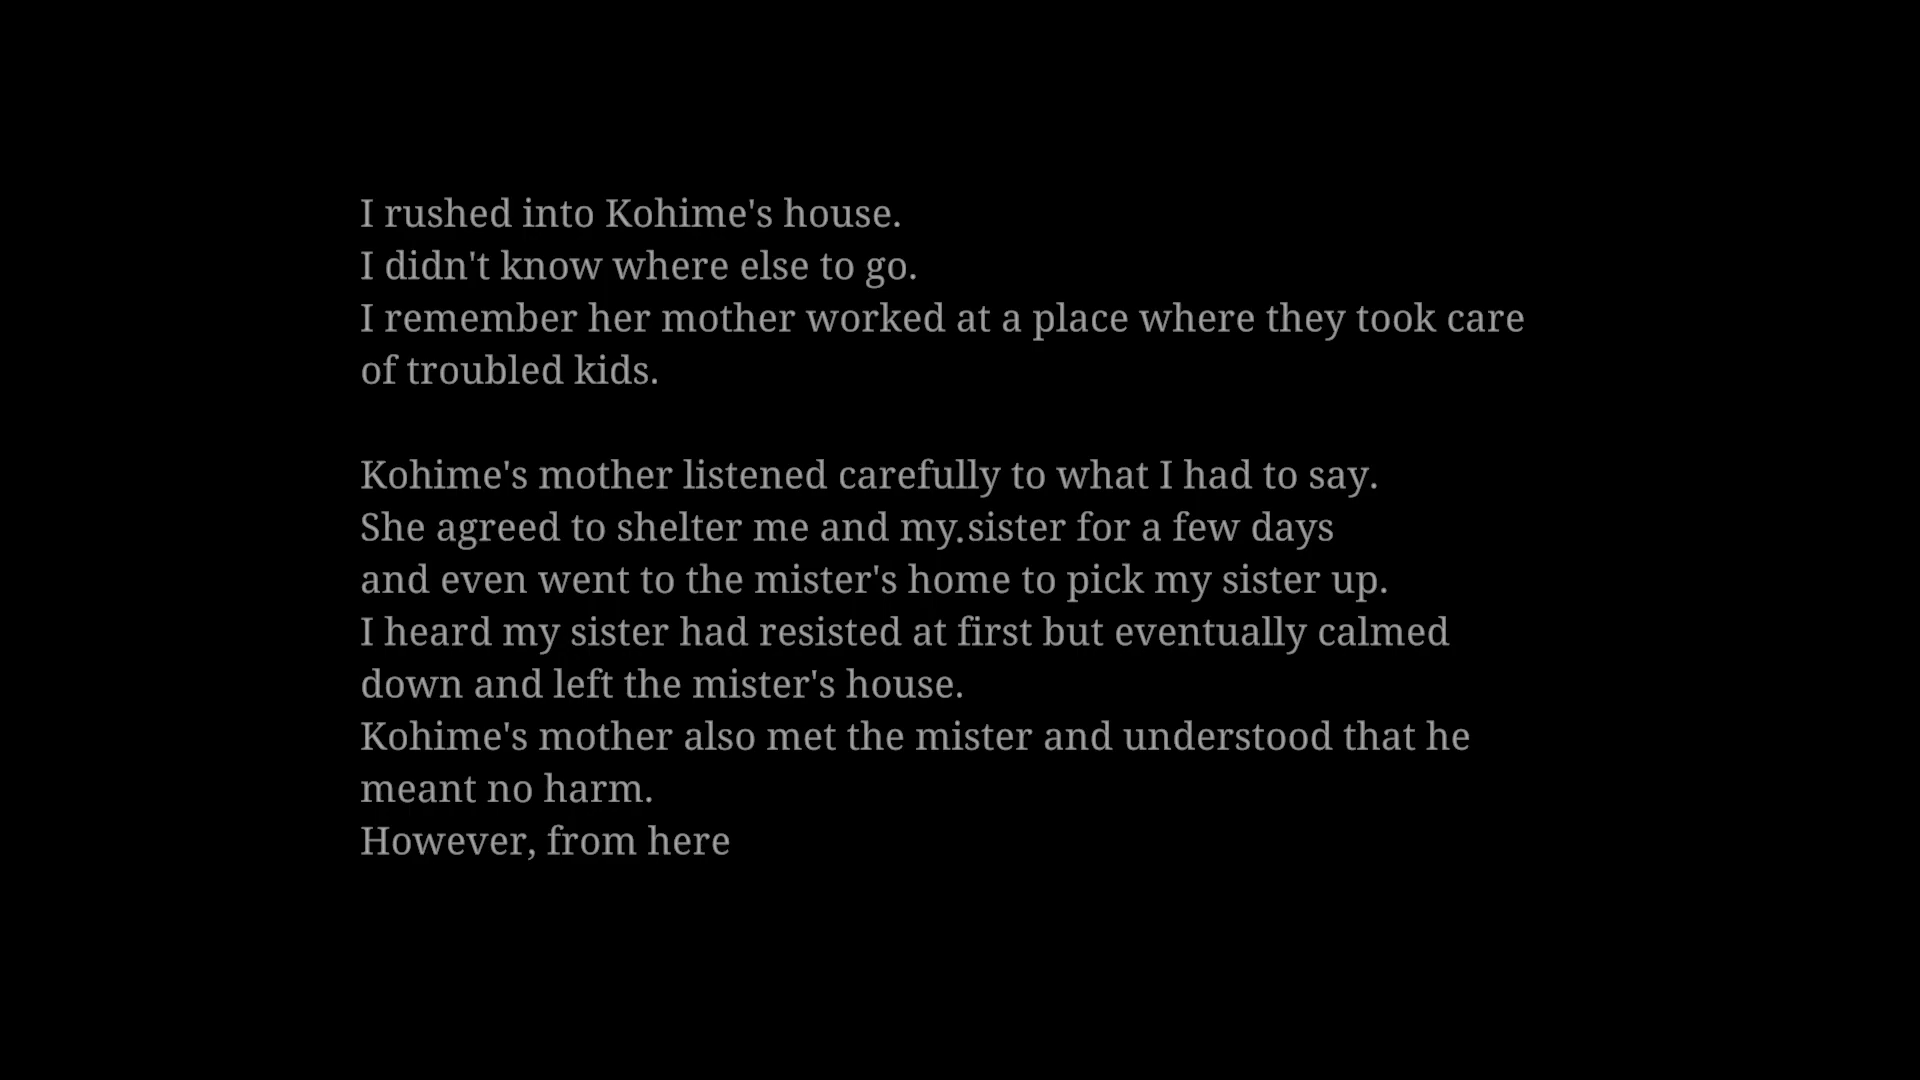 I rushed into Kohime's house.
I didn't know where else to go.
I remember her mother worked at a place where they took care
of troubled kids.
Kohime's mother listened carefully to what I had to say.
She agreed to shelter me and my.sister for a few days
and even went to the mister's home to pick my sister up.
I heard my sister had resisted at first but eventually calmed
down and left the mister's house.
Kohime's mother also met the mister and understood that he
meant no harm.
However, from here